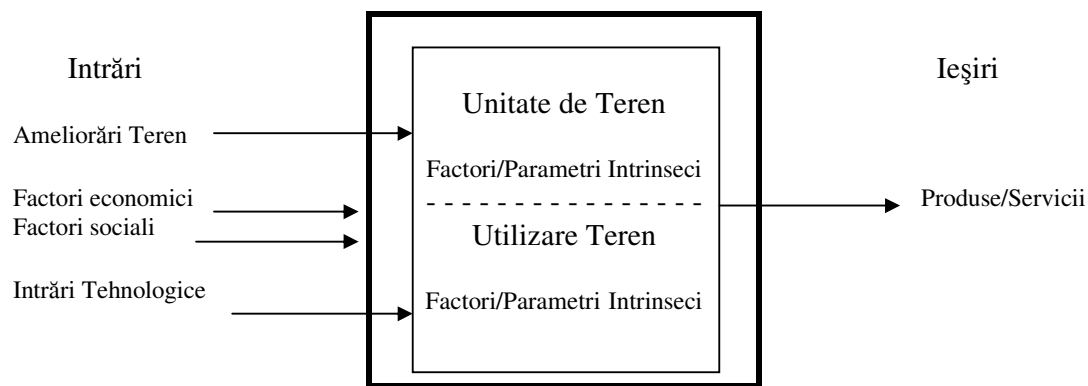 Intrări
Ieşiri
Unitate de Teren
Ameliorări Teren
Factori/Parametri Intrinseci
Factori economici
Factori sociali
Produse/Servicii
Utilizare Teren
Intrări Tehnologice
Factori/Parametri Intrinseci